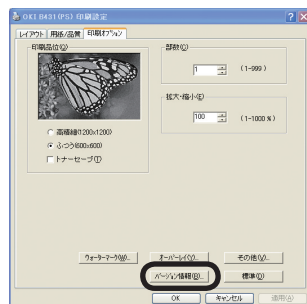 OKI B431(PS) 印刷設定
レイアウト 用紙/品質 印刷オプション
印刷品位(Q)
高精細(1200x1200)
ふつう(600x600)
トナーセーブ(T)
部数(C)
1 (1-999 )
拡大・縮小(E)
100 (1-1000 %)
ウォーターマーク(W)... オーバーレイ(Y)... その他(V)...
バージョン情報(B)... 標準(D)
OK キャンセル 適用(A)